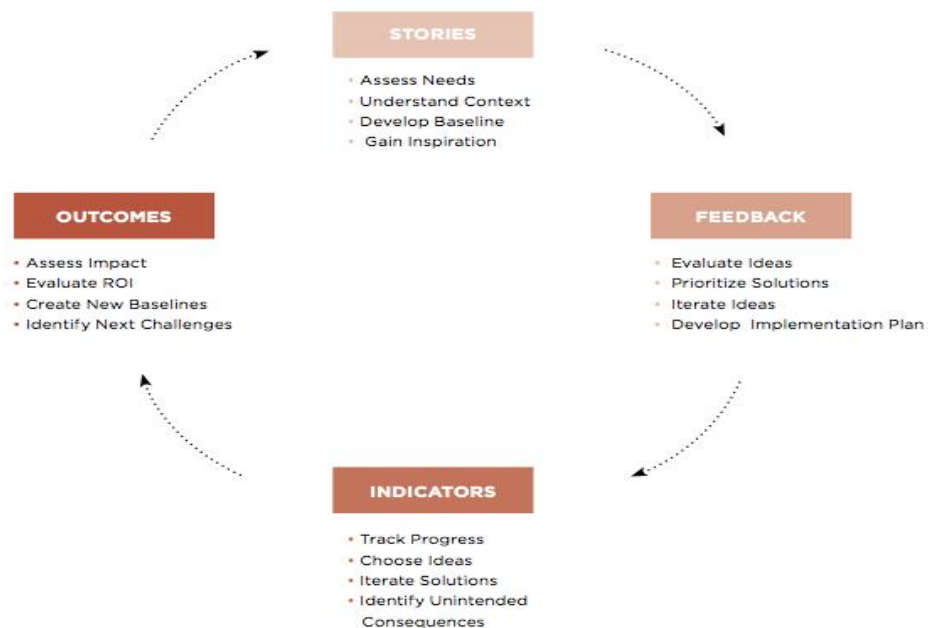 STORIES
• Assess Needs
• Understand Context
• Develop Baseline
• Gain Inspiration
OUTCOMES
• Assess Impact
• Evaluate ROI
• Create New Baselines
• Identify Next Challenges
FEEDBACK
• Evaluate Ideas
• Prioritize Solutions
• Iterate Ideas
• Develop Implementation Plan
INDICATORS
• Track Progress
• Choose Ideas
• Iterate Solutions
• Identify Unintended
Consequences